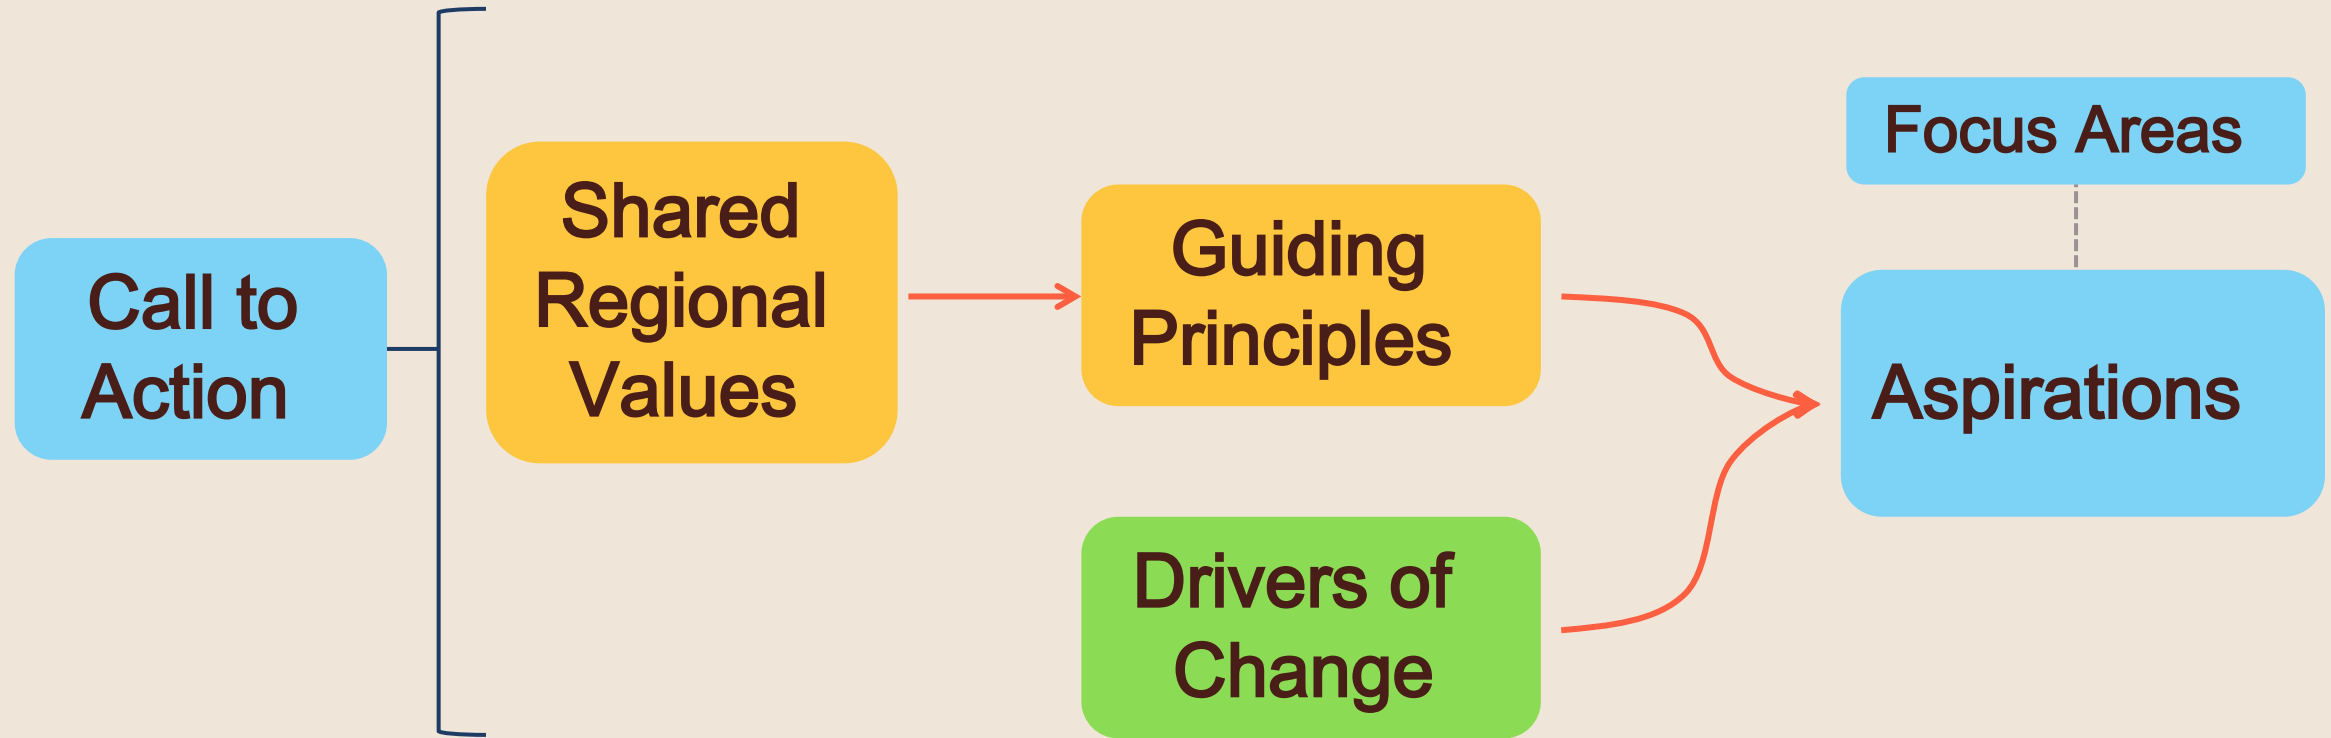 Call to
Action
Shared
Regional
Values
Guiding
Principles
Drivers of
Change
Focus Areas
Aspirations